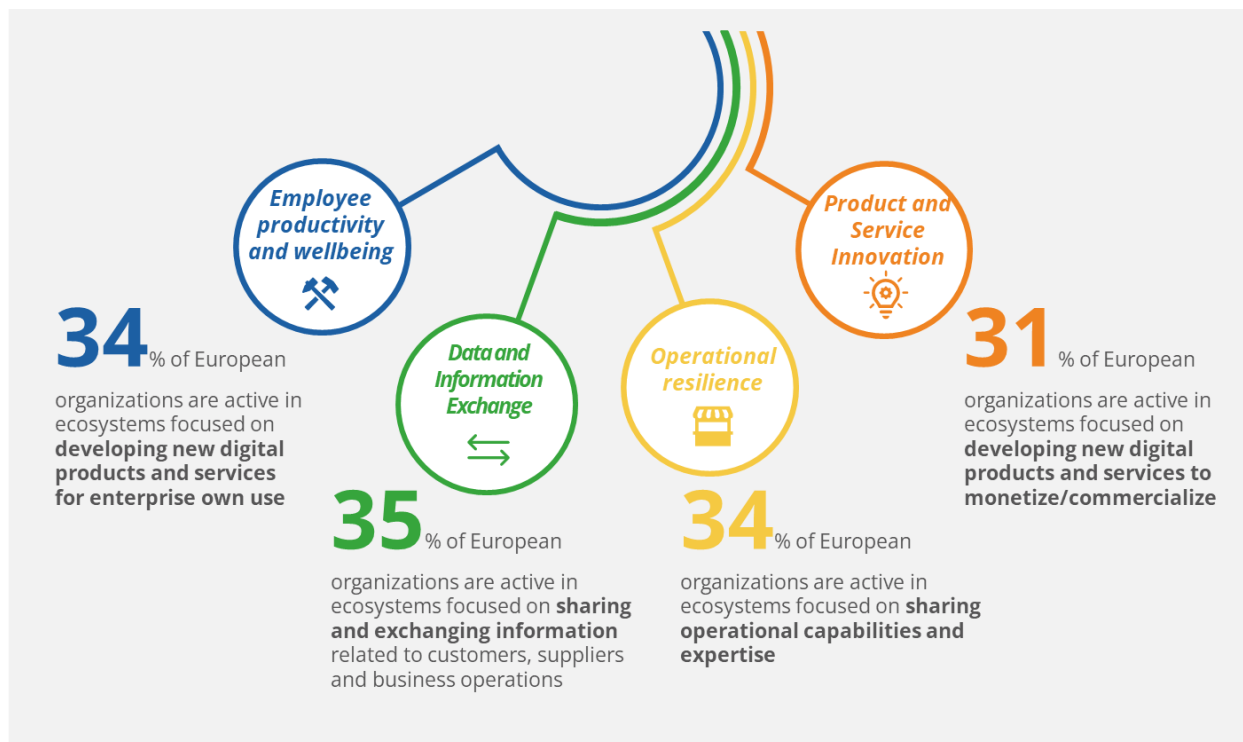 Employee
productivity
and wellbeing
34% of European
organizations are active in
ecosystems focused on
developing new digital
products and services
for enterprise own use
Data and
Information
Exchange
35% of European
organizations are active in
ecosystems focused on sharing
and exchanging information
related to customers, suppliers
and business operations
Operational
resilience
34% of European
organizations are active in
ecosystems focused on sharing
operational capabilities and
expertise
Product and
Service
Innovation
31% of European
organizations are active in
ecosystems focused on
developing new digital
products and services to
monetize/commercialize